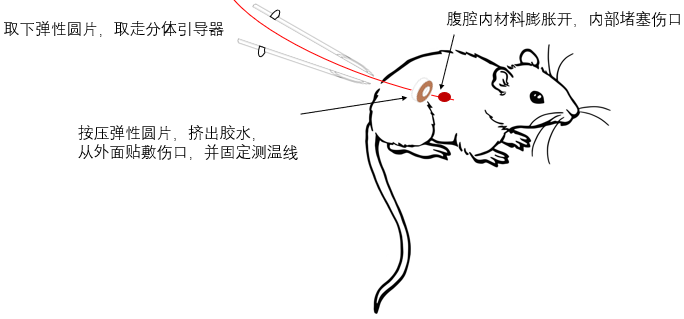 腹腔内材料膨胀开，内部堵塞伤口
取下弹性圆片，取走分体引导器
按压弹性圆片，挤出胶水，
从外面贴敷伤口，并固定测温线